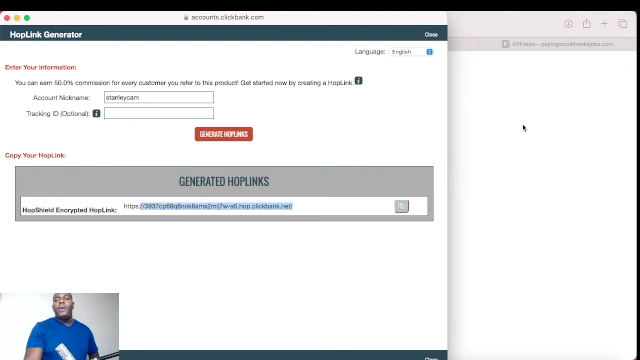 accounts.clickbank.com
HopLink Generator
Close
Language: English
Enter Your Information:
You can earn 50.0% commission for every customer you refer to this product! Get started now by creating a HopLink.
Account Nickname: stanleycam
Tracking ID (Optional):
GENERATE HOPLINKS
Copy Your HopLink:
GENERATED HOPLINKS
HopShield Encrypted HopLink:
Close
Affiliates - payingsocialmediajobs.com